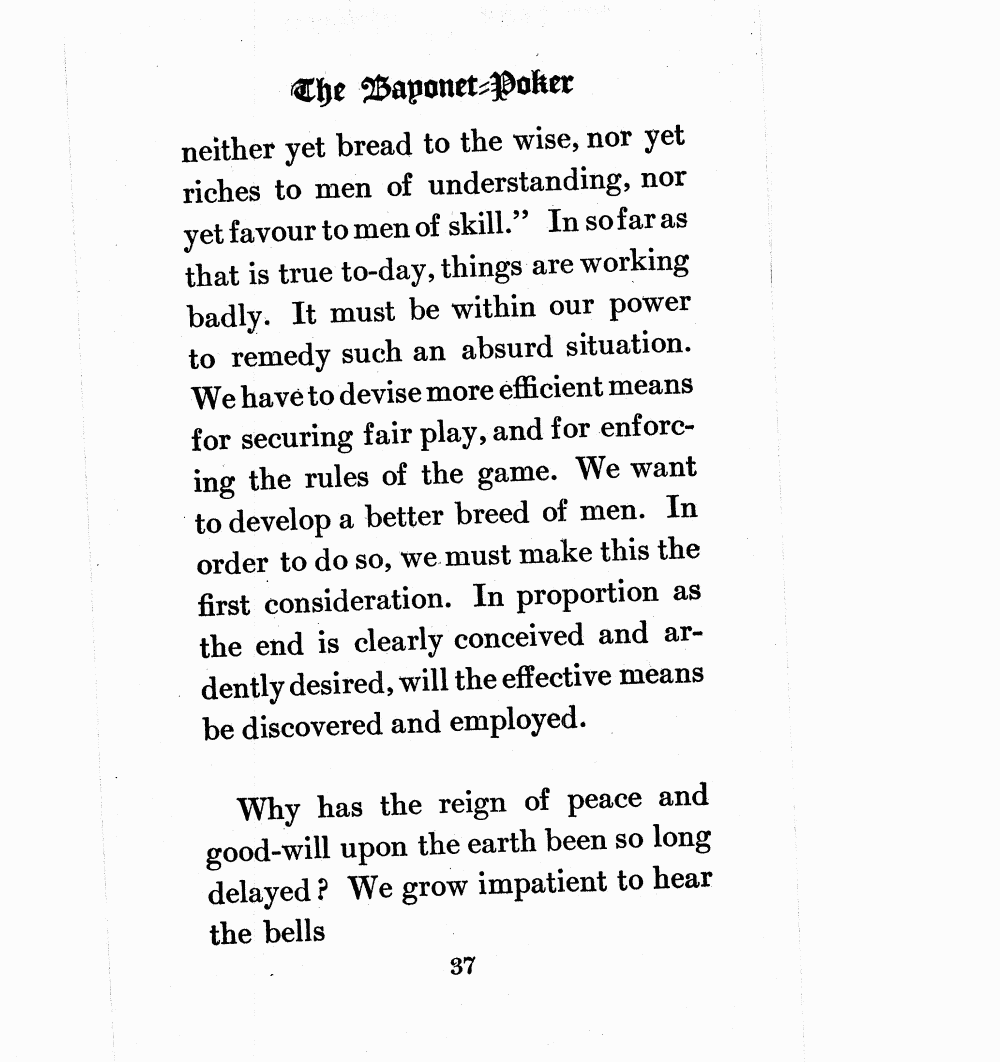 The Bayonet-Poker
neither yet bread to the wise, nor yet
riches to men of understanding, nor
yet favour to men of skill.” In so far as
that is true to-day, things are working
badly. It must be within our power
to remedy such an absurd situation.
We have to devise more efficient means
for securing fair play, and for enforc-
ing the rules of the game. We want
to develop a better breed of men. In
order to do so, we must make this the
first consideration. In proportion as
the end is clearly conceived and ar-
dently desired, will the effective means
be discovered and employed.
Why has the reign of peace and
good-will upon the earth been so long
delayed? We grow impatient to hear
the bells
37